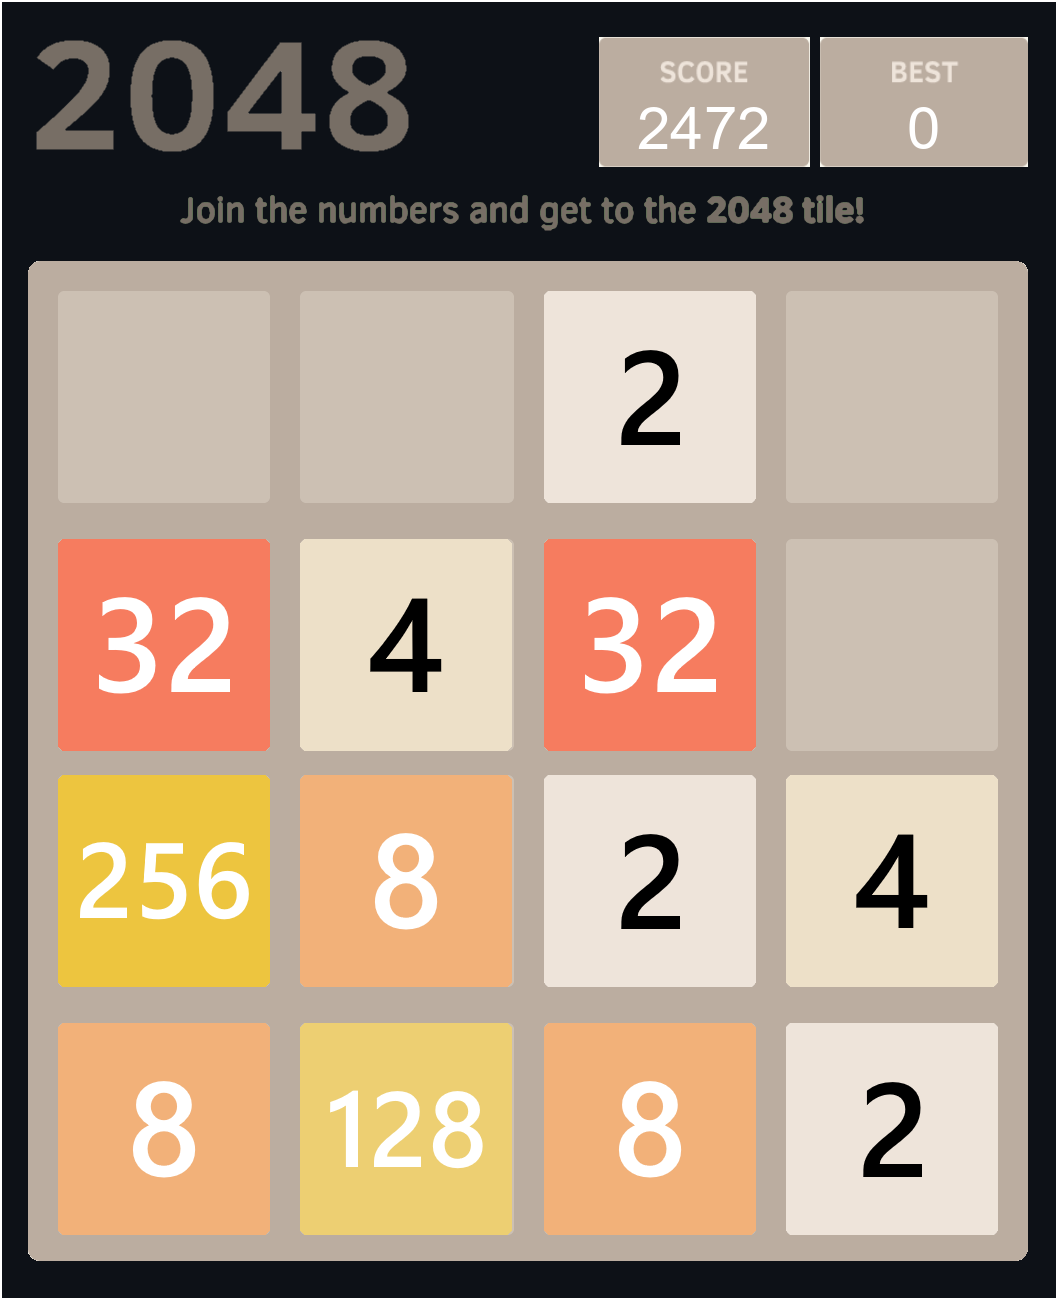 2048
SCORE BEST
2472 0
Join the numbers and get to the 2048 tile!
2
32 4 32
256 8 2 4
8 128 8 2